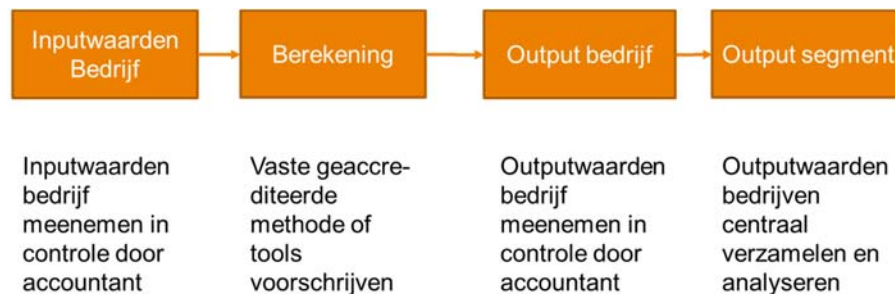 Inputwaarden
Bedrijf
Berekening
Output bedrijf
Output segment
Inputwaarden
bedrijf
meenemen in
controle door
accountant
Vaste geaccre-
diteerde
methode of
tools
voorschrijven
Outputwaarden
bedrijf
meenemen in
controle door
accountant
Outputwaarden
bedrijven
centraal
verzamelen en
analyseren